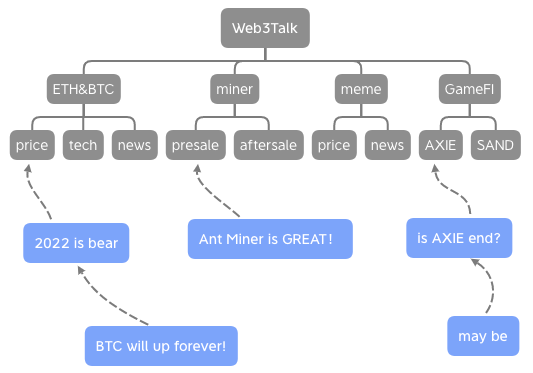 Web3Talk
ETH&BTC miner meme GameFI
price tech news presale aftersale price news AXIE SAND
2022 is bear Ant Miner is GREAT! is AXIE end?
BTC will up forever! may be